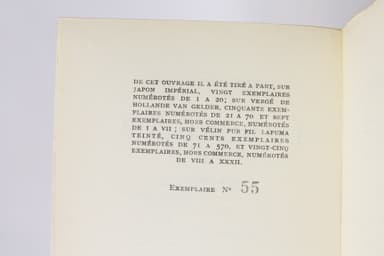 DE CET OUVRAGE IL A ÉTÉ TIRÉ A PART, SUR
JAPON IMPÉRIAL, VINGT EXEMPLAIRES
NUMÉROTÉS DE 1 A 20; SUR VERGÉ DE
HOLLANDE VAN GELDER, CINQUANTE EXEM-
PLAIRES NUMÉROTÉS DE 21 A 70 ET SEPT
EXEMPLAIRES, HORS COMMERCE, NUMÉROTÉS
DE I A VII; SUR VÉLIN PUR FIL LAFUMA
TEINTÉ, CINQ CENTS EXEMPLAIRES
NUMÉROTÉS DE 71 A 570, ET VINGT-CINQ
EXEMPLAIRES, HORS COMMERCE, NUMÉROTÉS
DE VIII A XXXII.
EXEMPLAIRE N° 55